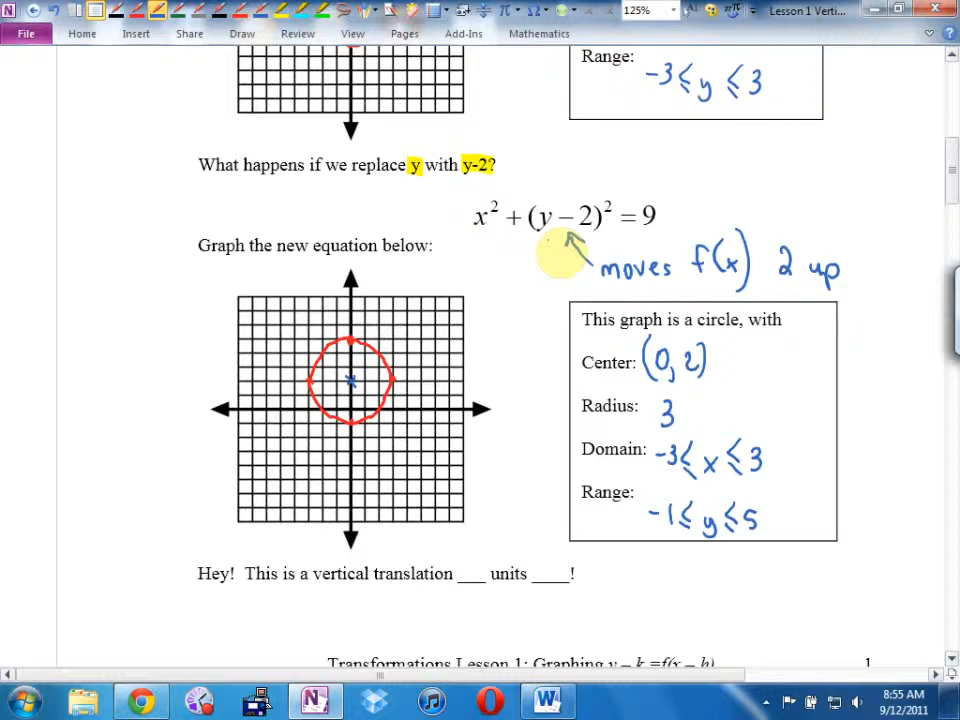 125%
Lesson 1 Verti...
File Home Insert Share Draw Review View Pages Add-Ins Mathematics
Range:
-3 ≤ y ≤ 3
What happens if we replace y with y-2?
x² + (y − 2)² = 9
Graph the new equation below:
moves f(x) 2 up
This graph is a circle, with
Center: (0, 2)
Radius: 3
Domain: -3 ≤ x ≤ 3
Range:
-1 ≤ y ≤ 5
Hey! This is a vertical translation ___ units ____!
Transformations Lesson 1: Graphing y − k = f(x − h)
1
8:55 AM
9/12/2011